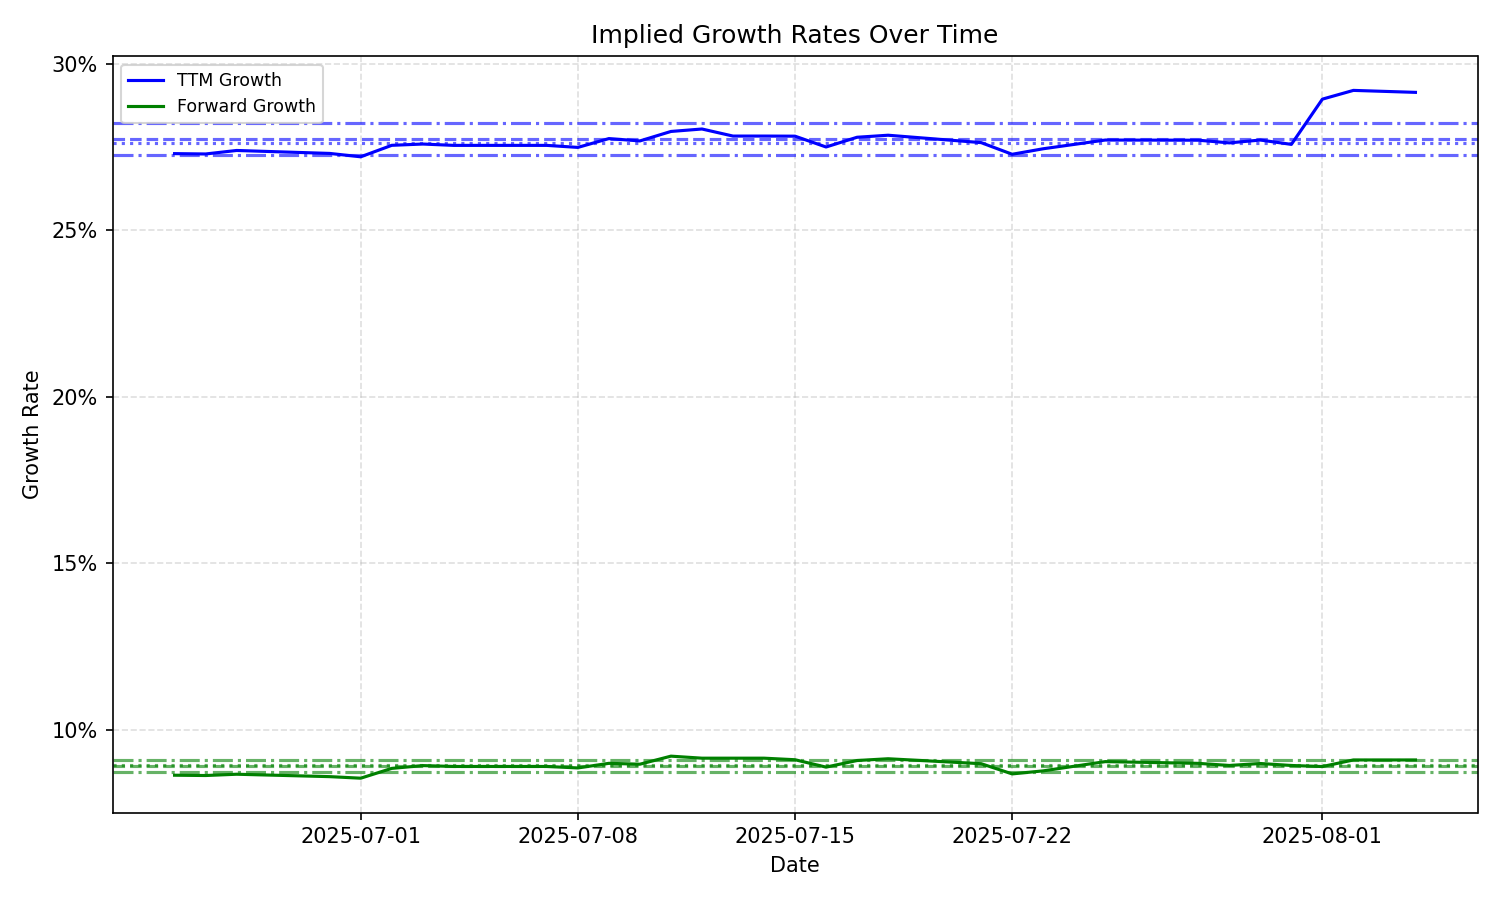 Implied Growth Rates Over Time
TTM Growth
Forward Growth
Growth Rate
30%
25%
20%
15%
10%
2025-07-01
2025-07-08
2025-07-15
2025-07-22
2025-08-01
Date